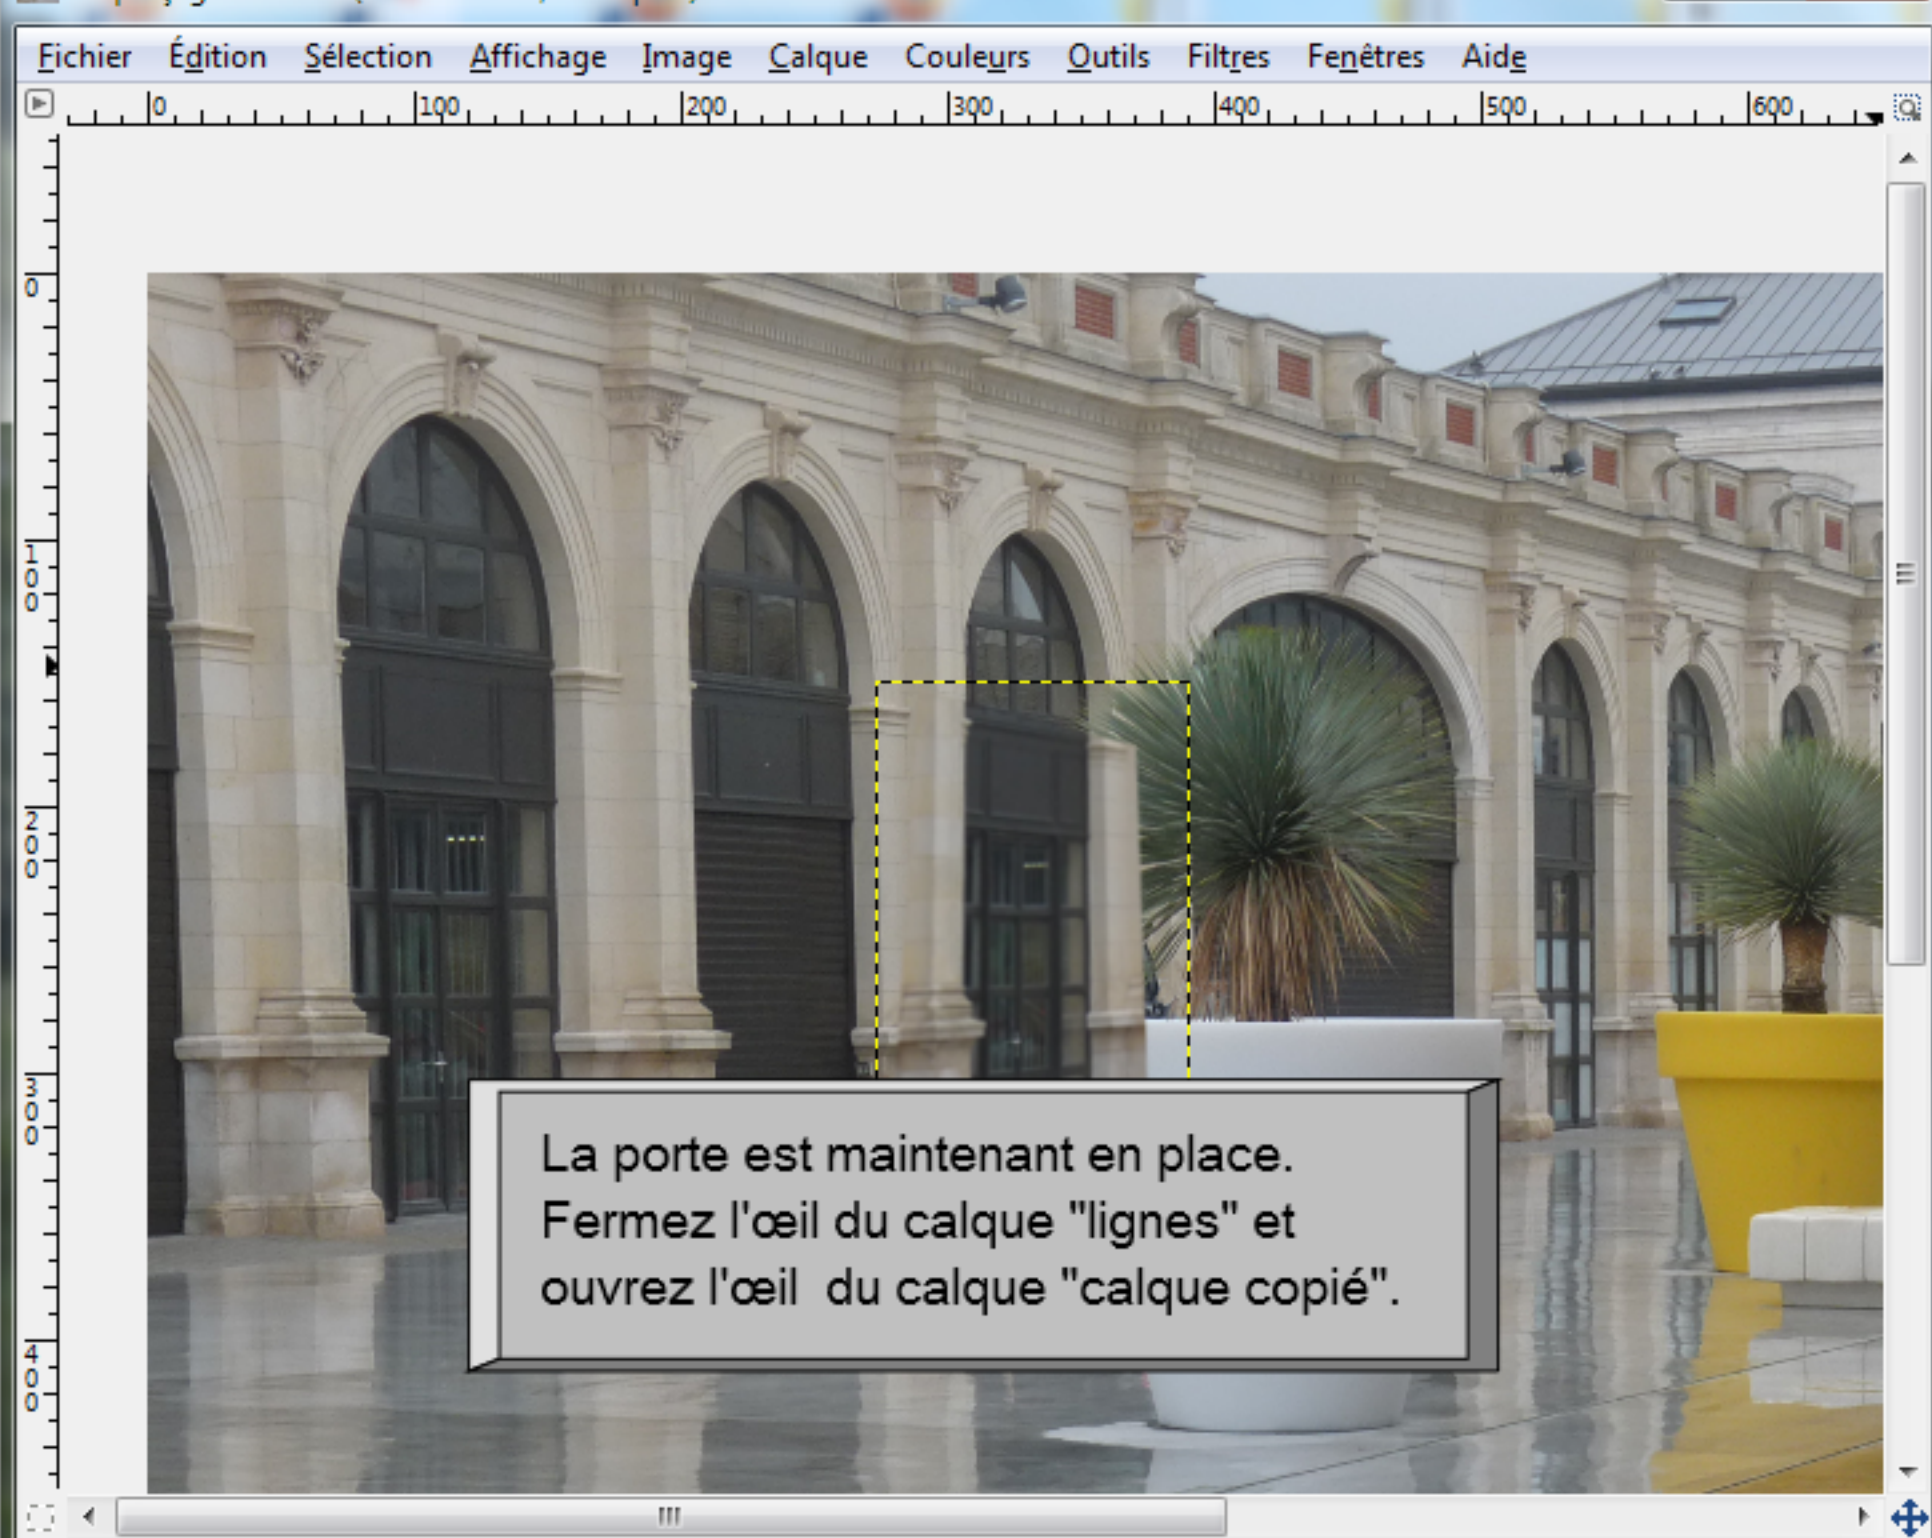 Fichier Édition Sélection Affichage Image Calque Couleurs Outils Filtres Fenêtres Aide
0 100 200 300 400 500 600
0
100
200
300
400
La porte est maintenant en place.
Fermez l'œil du calque "lignes" et
ouvrez l'œil  du calque "calque copié".